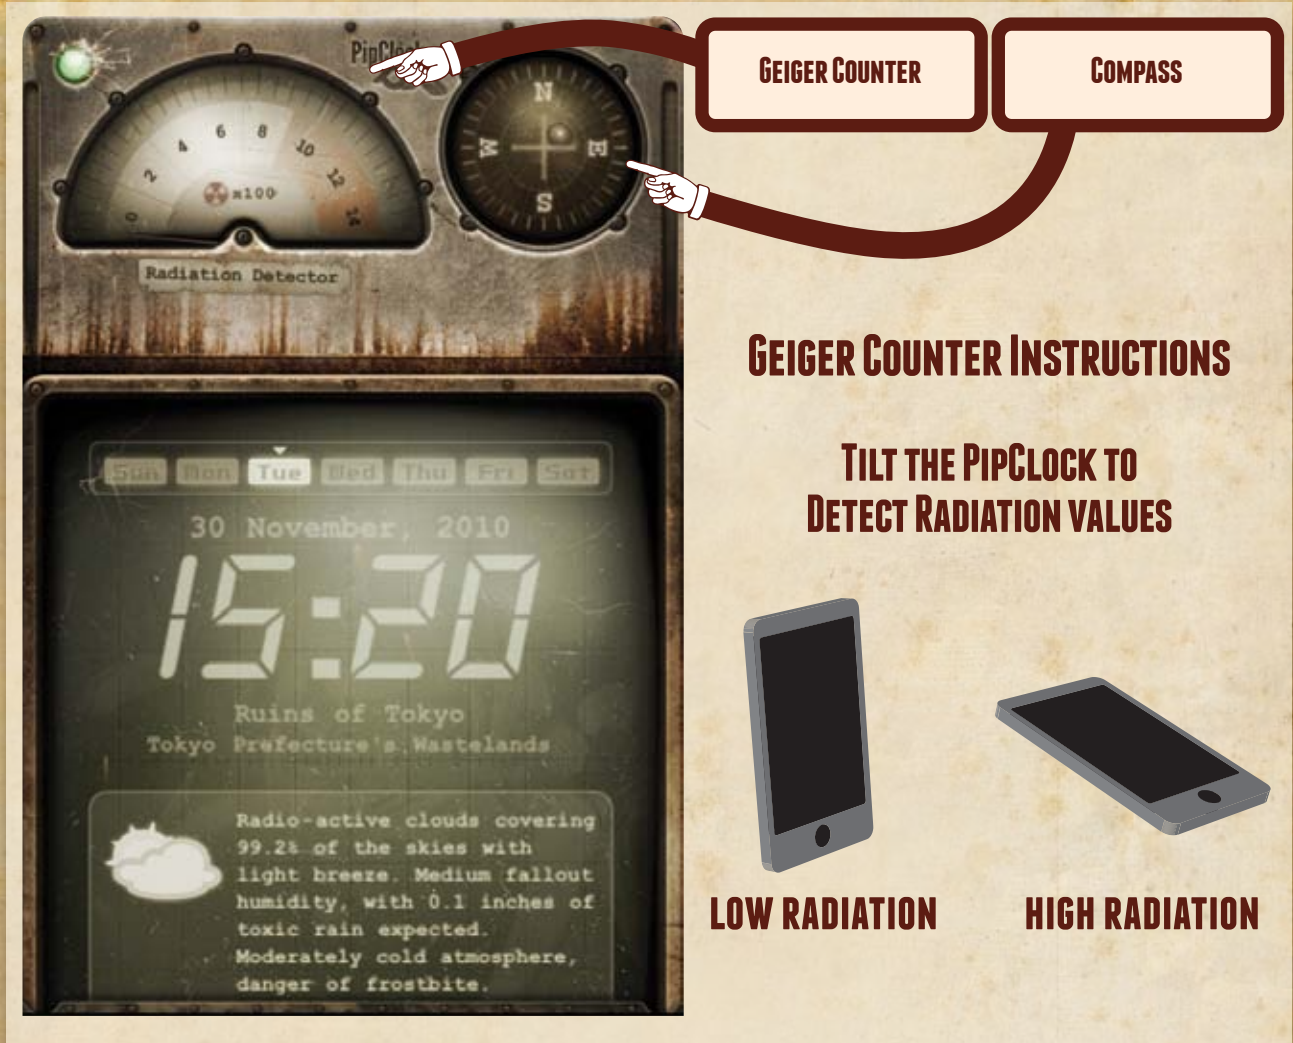 GEIGER COUNTER
COMPASS
N
W
E
S
0
2
4
6
8
10
12
14
x100
Radiation Detector
GEIGER COUNTER INSTRUCTIONS
TILT THE PIPCLOCK TO
DETECT RADIATION VALUES
LOW RADIATION
HIGH RADIATION
Sun Mon Tue Wed Thu Fri Sat
30 November, 2010
15:20
Ruins of Tokyo
Tokyo Prefecture's Wastelands
Radio-active clouds covering
99.2% of the skies with
light breeze. Medium fallout
humidity, with 0.1 inches of
toxic rain expected.
Moderately cold atmosphere,
danger of frostbite.